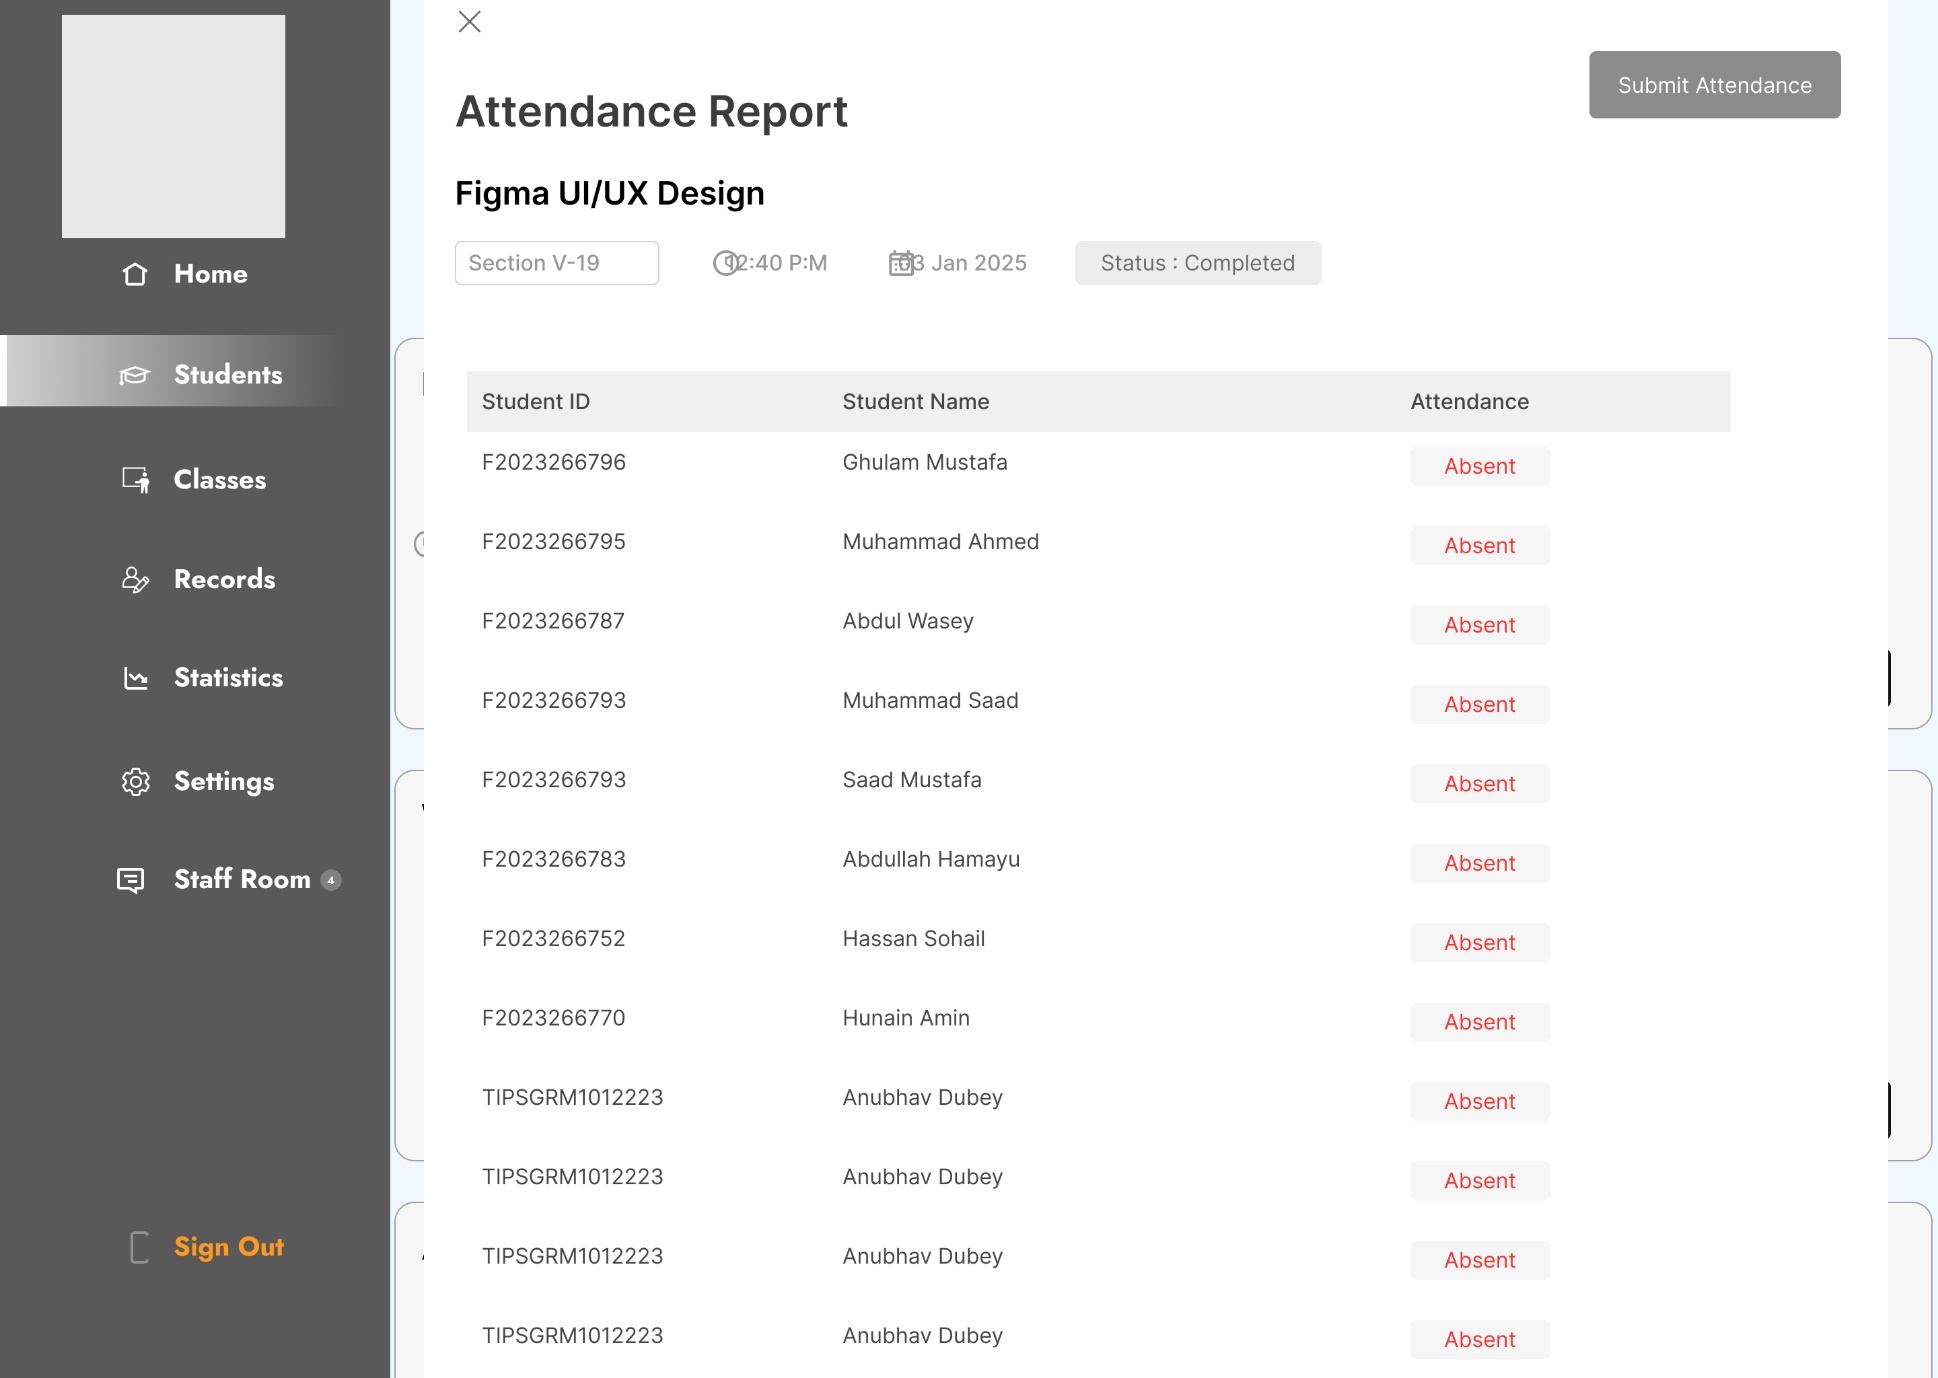 Home
Students
Classes
Records
Statistics
Settings
Staff Room 4
Sign Out
Submit Attendance
Attendance Report
Figma UI/UX Design
Section V-19 12:40 P:M 03 Jan 2025 Status : Completed
Student ID Student Name Attendance
F2023266796 Ghulam Mustafa Absent
F2023266795 Muhammad Ahmed Absent
F2023266787 Abdul Wasey Absent
F2023266793 Muhammad Saad Absent
F2023266793 Saad Mustafa Absent
F2023266783 Abdullah Hamayu Absent
F2023266752 Hassan Sohail Absent
F2023266770 Hunain Amin Absent
TIPSGRM1012223 Anubhav Dubey Absent
TIPSGRM1012223 Anubhav Dubey Absent
TIPSGRM1012223 Anubhav Dubey Absent
TIPSGRM1012223 Anubhav Dubey Absent